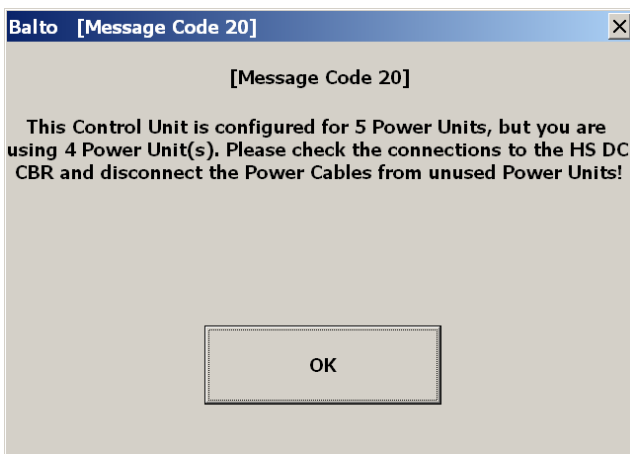 Balto [Message Code 20]
[Message Code 20]
This Control Unit is configured for 5 Power Units, but you are
using 4 Power Unit(s). Please check the connections to the HS DC
CBR and disconnect the Power Cables from unused Power Units!
OK